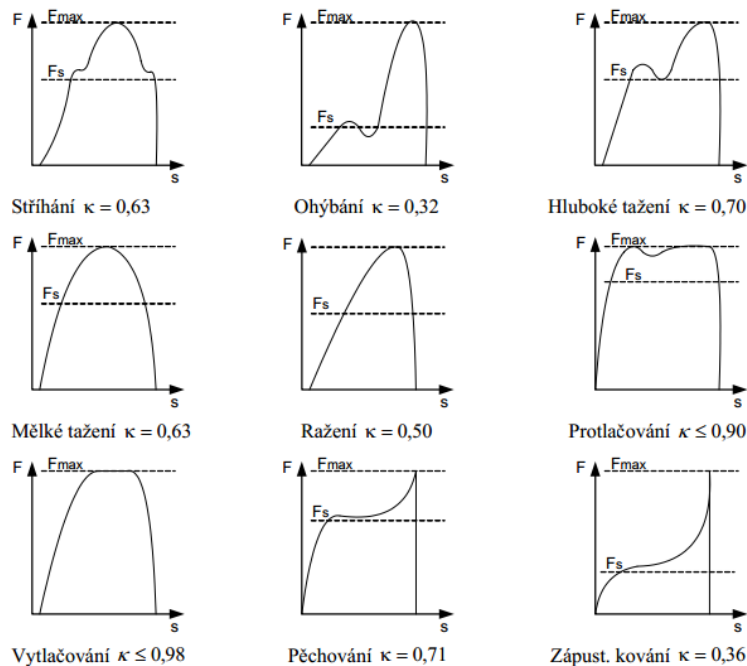 F Fmax
Fs
s
Stříhání κ = 0,63
F Fmax
Fs
s
Ohýbání κ = 0,32
F Fmax
Fs
s
Hluboké tažení κ = 0,70
F Fmax
Fs
s
Mělké tažení κ = 0,63
F
Fs
s
Ražení κ = 0,50
F Fmax
Fs
s
Protlačování κ ≤ 0,90
F Fmax
s
Vytlačování κ ≤ 0,98
F Fmax
Fs
s
Pěchování κ = 0,71
F Fmax
Fs
s
Zápust. kování κ = 0,36